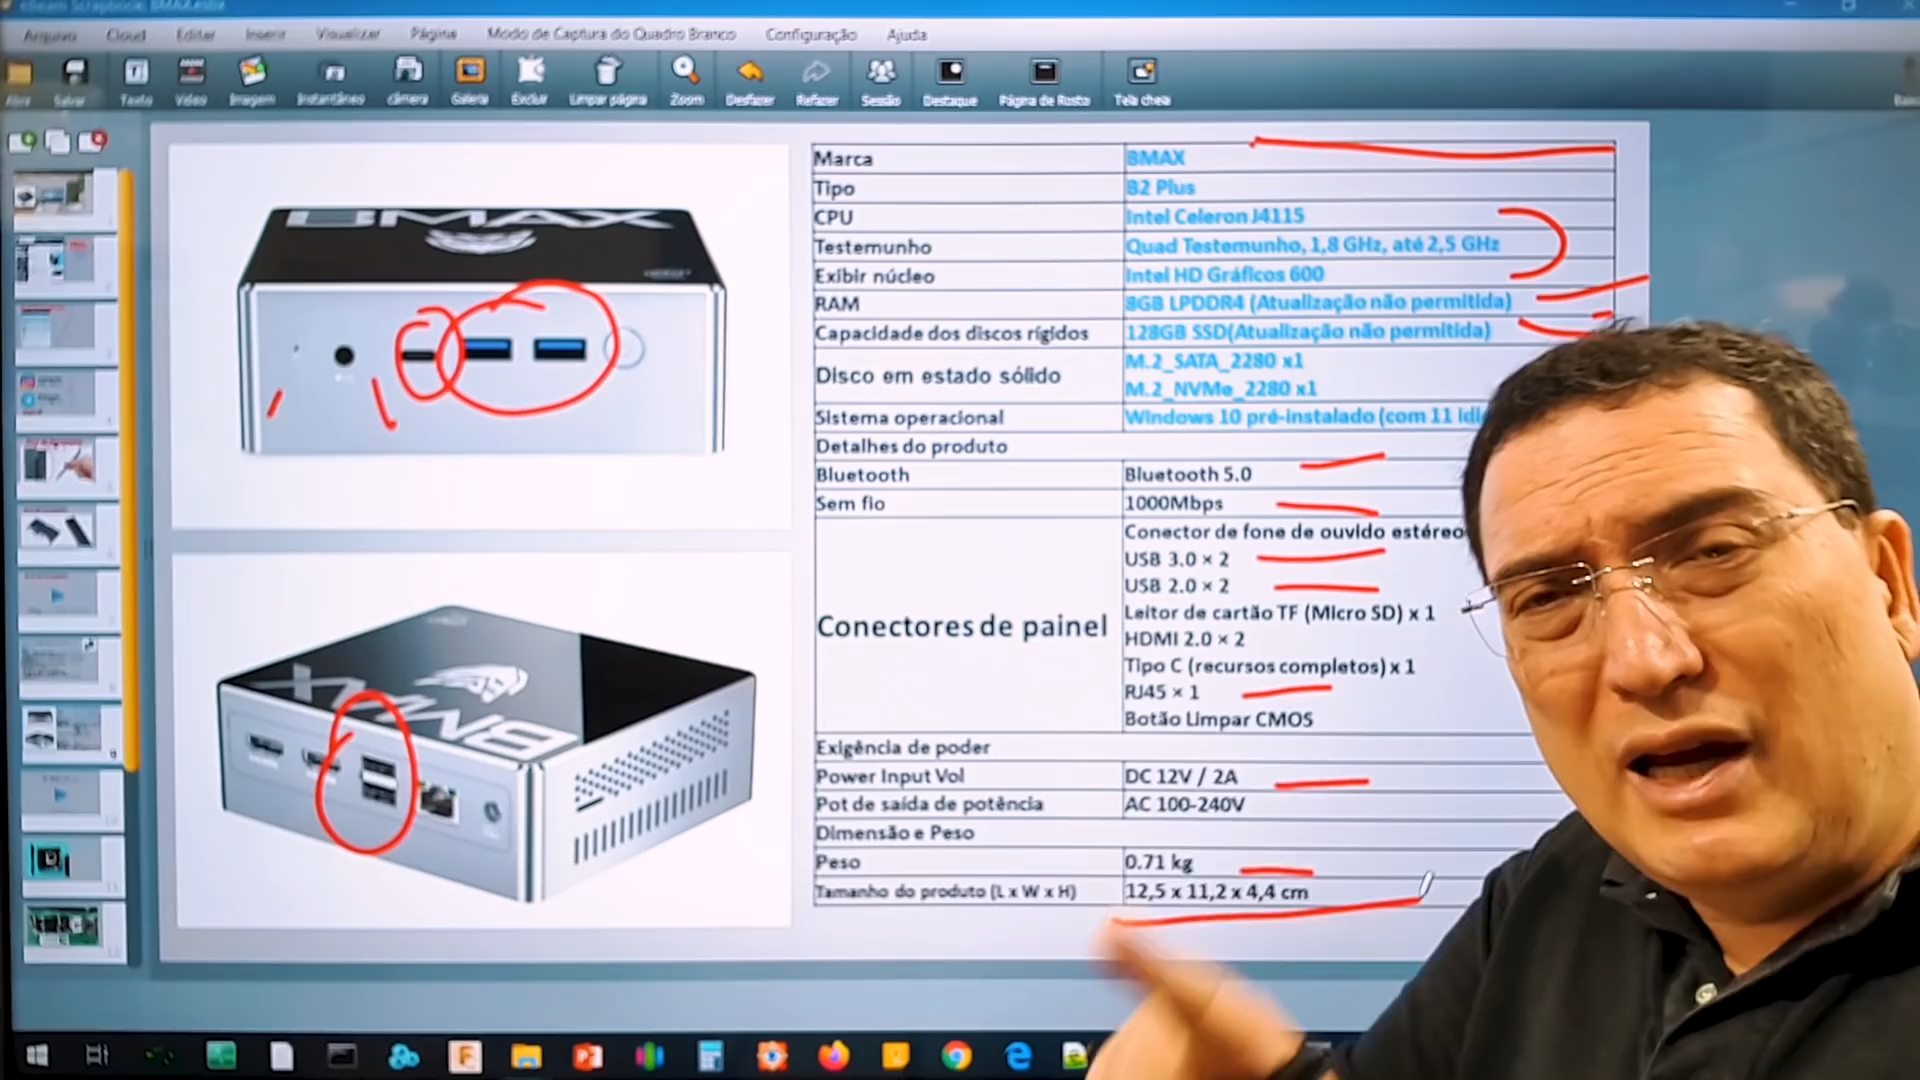 eBeam Scrapbook: BMAX.esbx
Arquivo Cloud Editar Inserir Visualizar Página Modo de Captura do Quadro Branco Configuração Ajuda
Abrir Salvar Texto Vídeo Imagem Instantâneo câmera Galeria Excluir Limpar página Zoom Desfazer Refazer Sessão Destaque Página de Rosto Tela cheia
BMAX
BMAX
Marca BMAX
Tipo B2 Plus
CPU Intel Celeron J4115
Testemunho Quad Testemunho, 1,8 GHz, até 2,5 GHz
Exibir núcleo Intel HD Gráficos 600
RAM 8GB LPDDR4 (Atualização não permitida)
Capacidade dos discos rígidos 128GB SSD(Atualização não permitida)
Disco em estado sólido M.2_SATA_2280 x1
M.2_NVMe_2280 x1
Sistema operacional Windows 10 pré-instalado (com 11 idi
Detalhes do produto
Bluetooth Bluetooth 5.0
Sem fio 1000Mbps
Conectores de painel Conector de fone de ouvido estéreo
USB 3.0 × 2
USB 2.0 × 2
Leitor de cartão TF (Micro SD) x 1
HDMI 2.0 × 2
Tipo C (recursos completos) x 1
RJ45 × 1
Botão Limpar CMOS
Exigência de poder
Power Input Vol DC 12V / 2A
Pot de saída de potência AC 100-240V
Dimensão e Peso
Peso 0.71 kg
Tamanho do produto (L x W x H) 12,5 x 11,2 x 4,4 cm